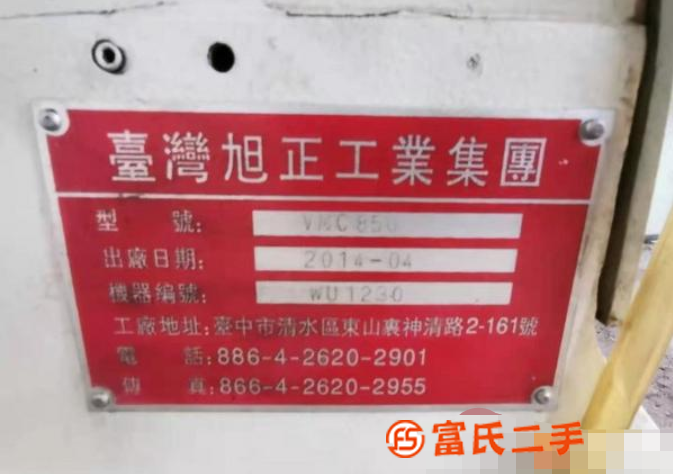 臺灣旭正工業集團
型 號: VMC850
出廠日期: 2014-04
機器編號: WU1230
工廠地址:臺中市清水區東山裏神清路2-161號
電 話:886-4-2620-2901
傳 真:866-4-2620-2955
富氏二手